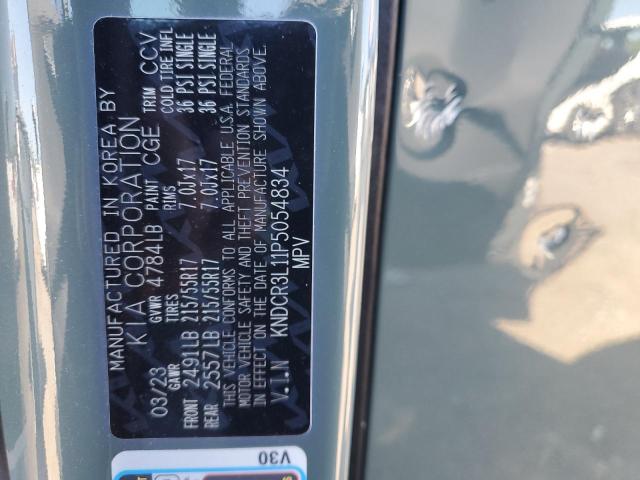 MANUFACTURED IN KOREA BY
KIA CORPORATION
03/23 GVWR 4784LB PAINT CGE TRIM CCV
GAWR TIRES RIMS COLD TIRE INFL
FRONT 2491LB 215/55R17 7.0Jx17 36 PSI SINGLE
REAR 2557LB 215/55R17 7.0Jx17 36 PSI SINGLE
THIS VEHICLE CONFORMS TO ALL APPLICABLE U.S.A. FEDERAL
MOTOR VEHICLE SAFETY AND THEFT PREVENTION STANDARDS
IN EFFECT ON THE DATE OF MANUFACTURE SHOWN ABOVE.
V.I.N KNDCR3L11P5054834
MPV
V30